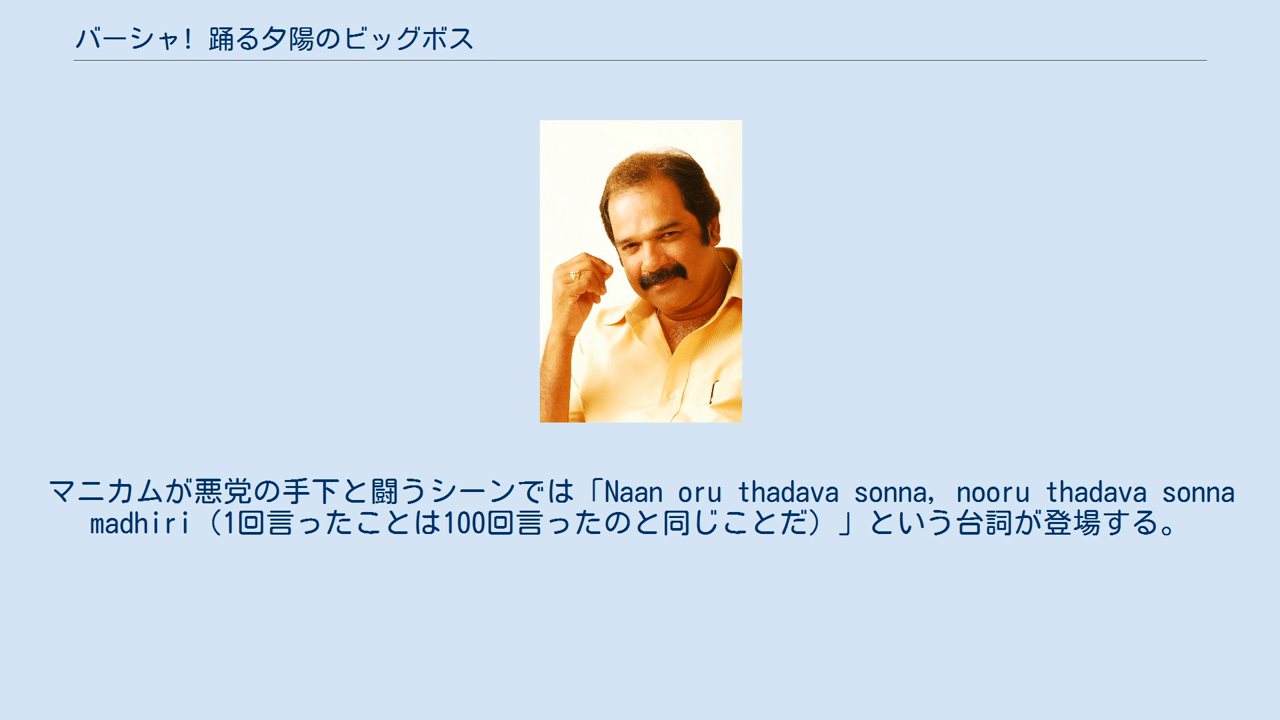 バーシャ! 踊る夕陽のビッグボス
マニカムが悪党の手下と闘うシーンでは「Naan oru thadava sonna, nooru thadava sonna
madhiri（1回言ったことは100回言ったのと同じことだ）」という台詞が登場する。